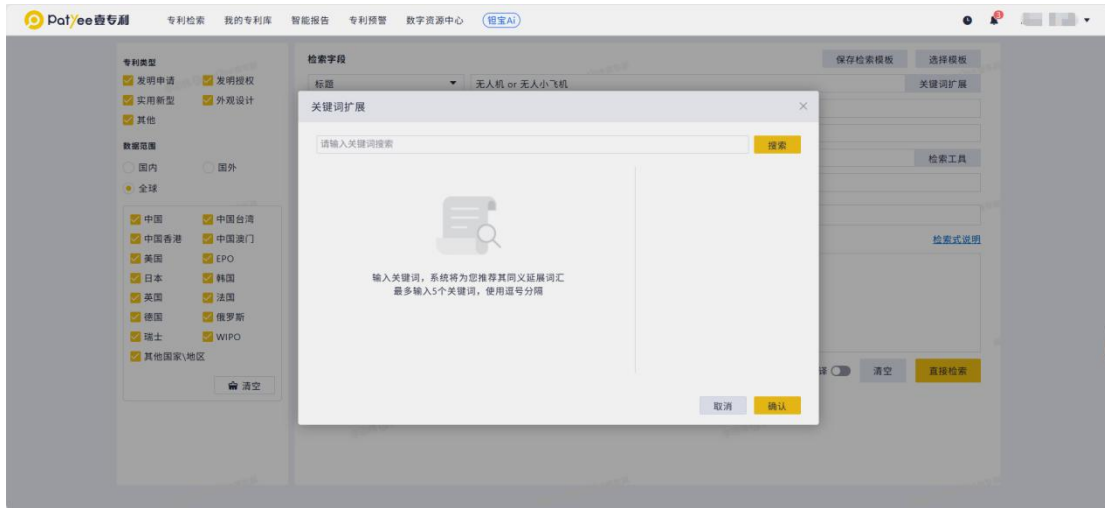 Patyee壹专利 专利检索 我的专利库 智能报告 专利预警 数字资源中心 钽宝Ai 3
专利类型
发明申请 发明授权
实用新型 外观设计
其他
数据范围
国内 国外
全球
中国 中国台湾
中国香港 中国澳门
美国 EPO
日本 韩国
英国 法国
德国 俄罗斯
瑞士 WIPO
其他国家\地区
清空
检索字段 保存检索模板 选择模板
标题 无人机 or 无人小飞机 关键词扩展
检索工具
检索式说明
译 清空 直接检索
关键词扩展
请输入关键词搜索 搜索
输入关键词，系统将为您推荐其同义延展词汇
最多输入5个关键词，使用逗号分隔
取消 确认